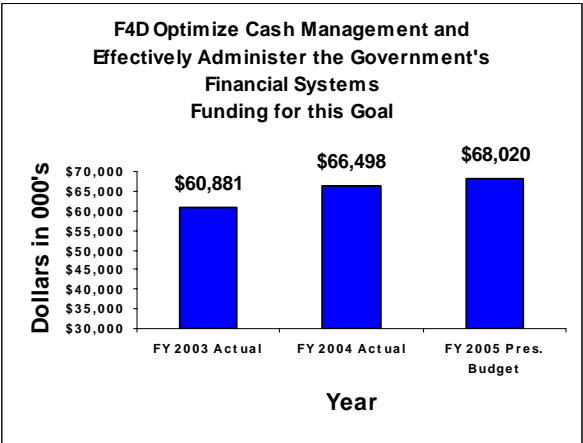 F4D Optimize Cash Management and
Effectively Administer the Government's
Financial Systems
Funding for this Goal
Dollars in 000's
$70,000
$65,000
$60,000
$55,000
$50,000
$45,000
$40,000
$35,000
$30,000
$60,881
$66,498
$68,020
FY 2003 Actual
FY 2004 Actual
FY 2005 Pres.
Budget
Year